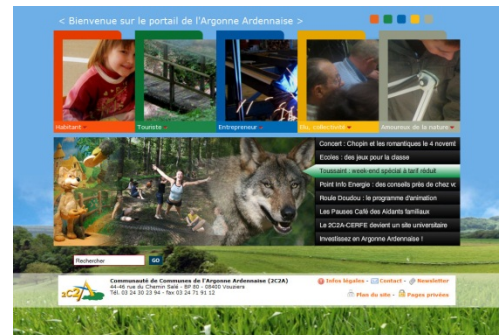 < Bienvenue sur le portail de l'Argonne Ardennaise >
Habitant
Touriste
Entrepreneur
Elu, collectivité
Amoureux de la nature
Concert : Chopin et les romantiques le 4 novem
Ecoles : des jeux pour la classe
Toussaint : week-end spécial à tarif réduit
Point Info Energie : des conseils près de chez vo
Roule Doudou : le programme d'animation
Les Pauses Café des Aidants familiaux
Le 2C2A-CERFE devient un site universitaire
Investissez en Argonne Ardennaise !
Rechercher
GO
2C2A
Communauté de Communes de l'Argonne Ardennaise (2C2A)
44-46 rue du Chemin Salé - BP 80 - 08400 Vouziers
Tél. 03 24 30 23 94 - fax 03 24 71 91 12
Infos légales - Contact - Newsletter
Plan du site - Pages privées